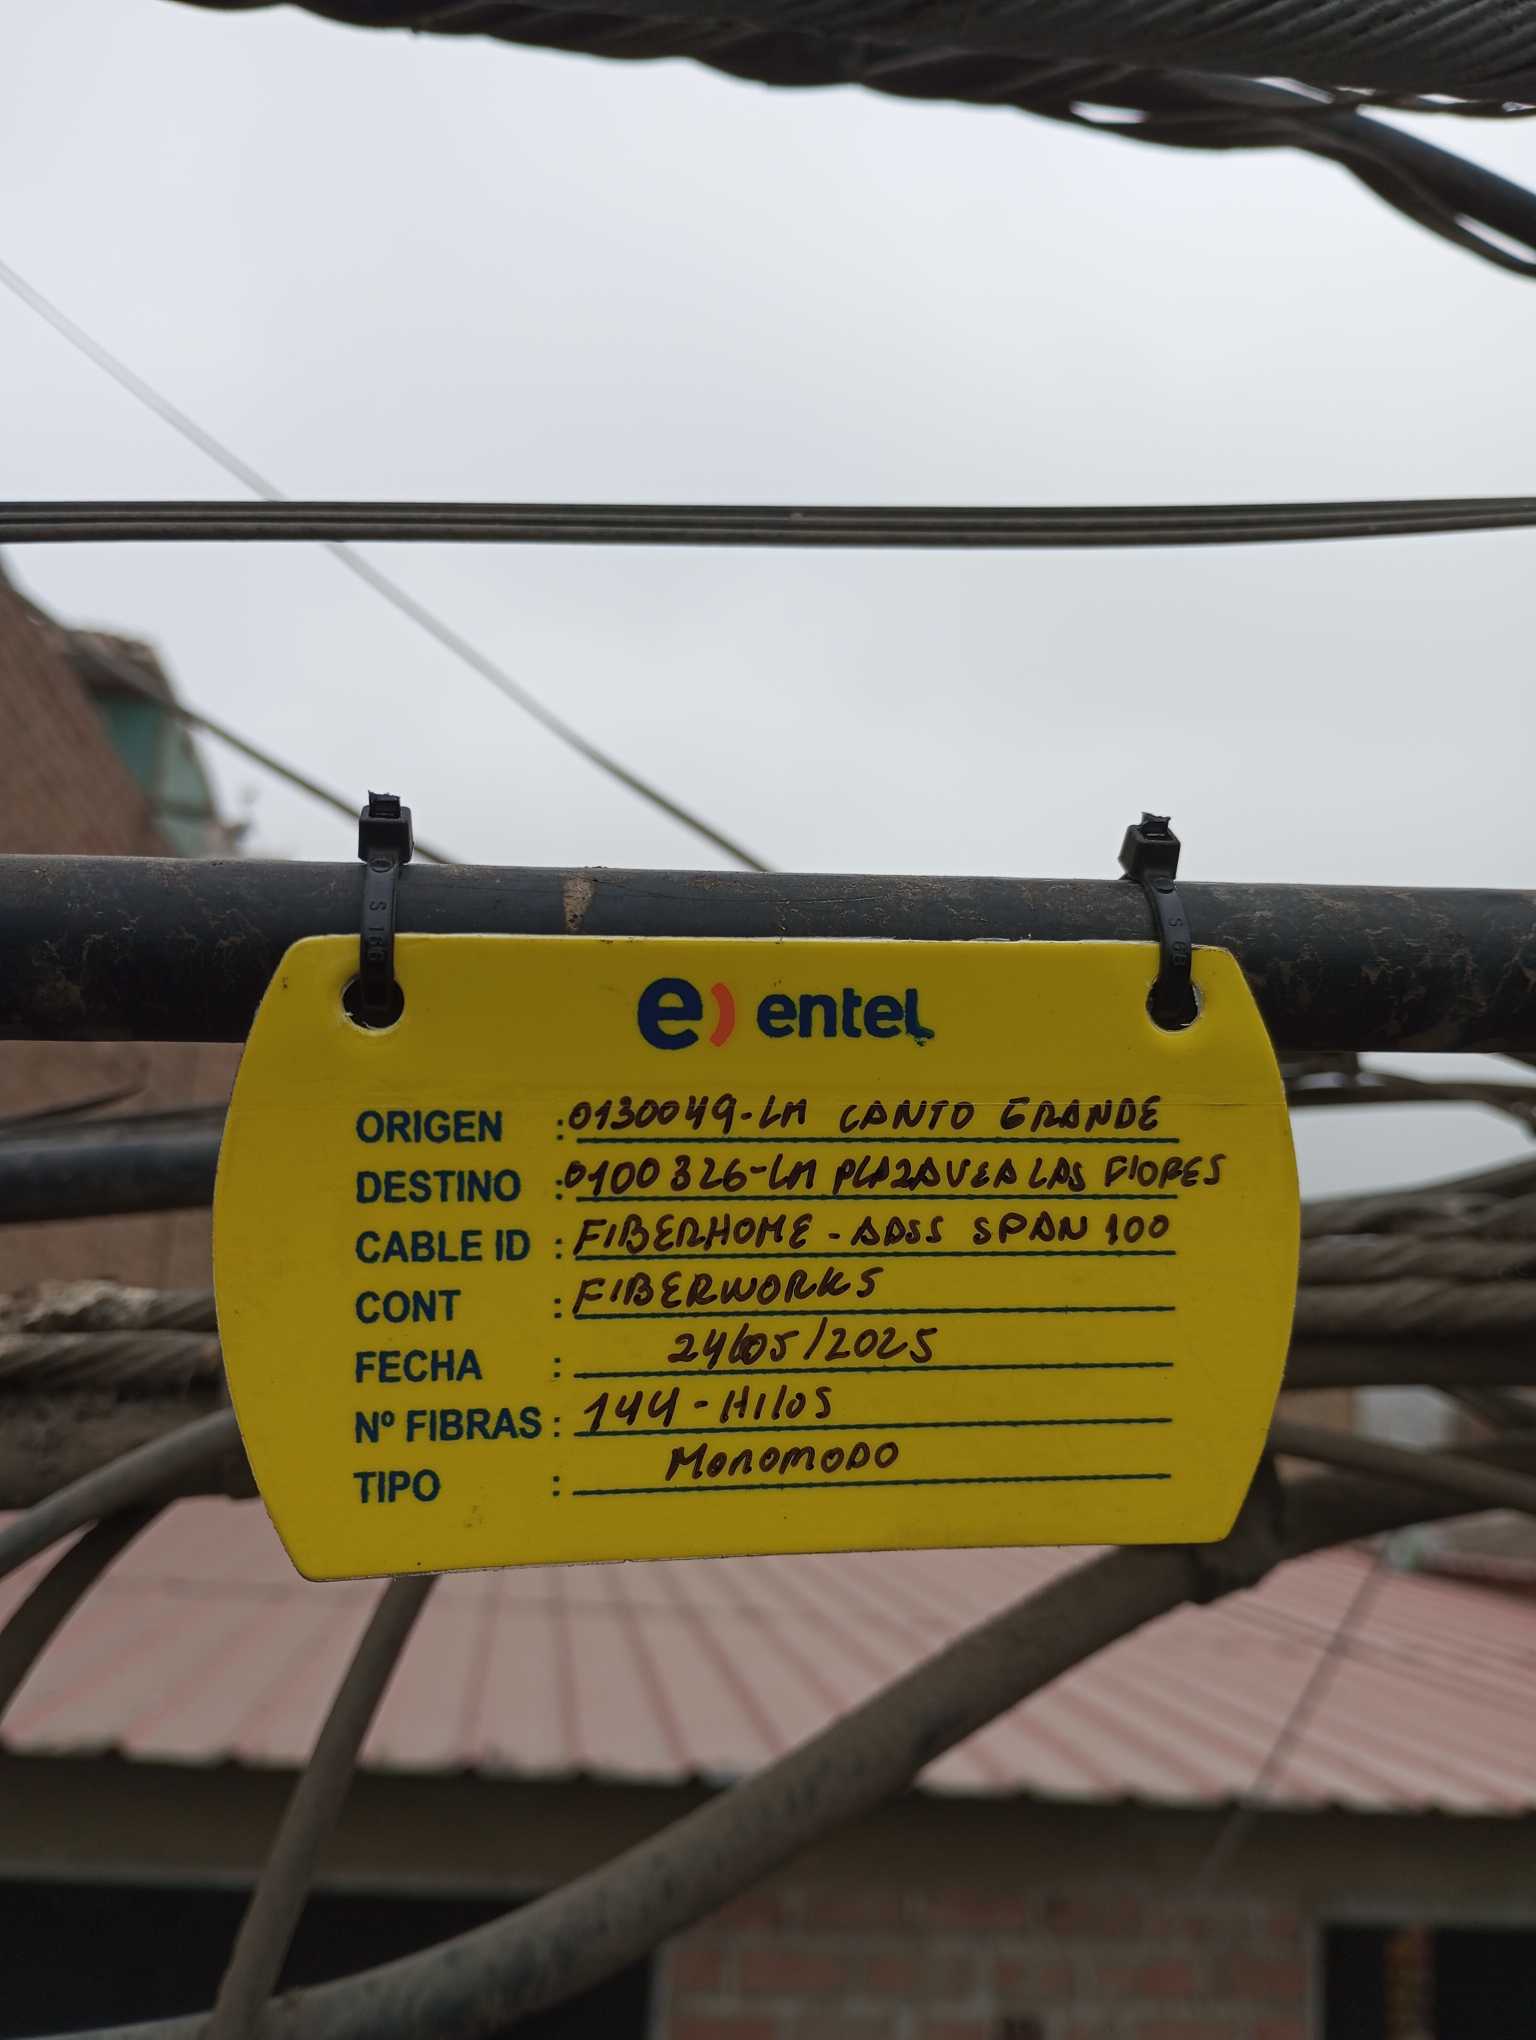 e) entel
ORIGEN : 0130049-LM CANTO GRANDE
DESTINO : 0100326-LM PLAZAVEA LAS FlORES
CABLE ID : FIBERHOME - ADSS SPAN 100
CONT : FIBERWORKS
FECHA : 24/05/2025
Nº FIBRAS : 144 - HIlOS
TIPO : MONOMODO